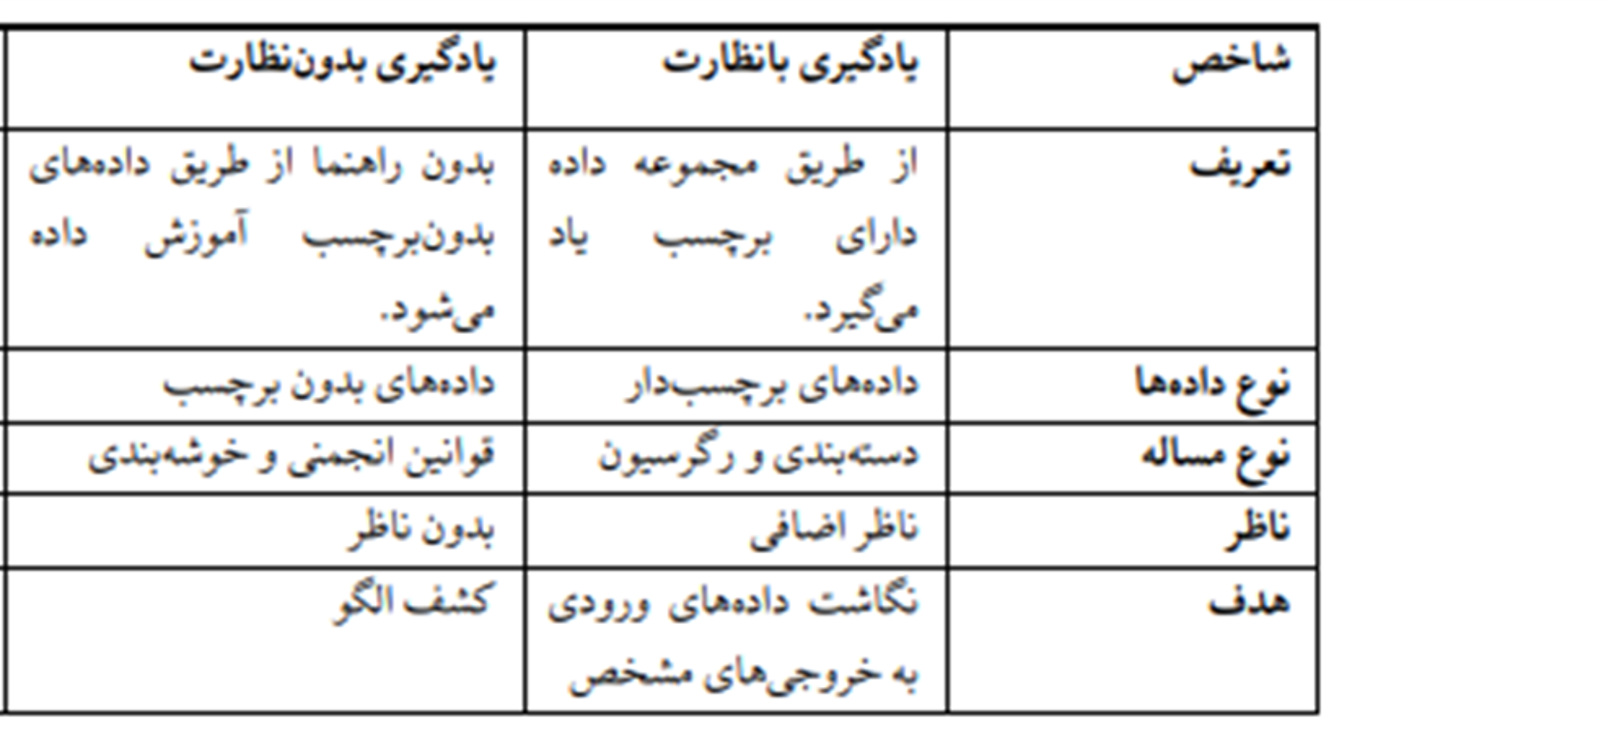 شاخص
یادگیری بانظارت
یادگیری بدون‌نظارت
تعریف
از طریق مجموعه داده
دارای برچسب یاد
می‌گیرد.
بدون راهنما از طریق داده‌های
بدون‌برچسب آموزش داده
می‌شود.
نوع داده‌ها
داده‌های برچسب‌دار
داده‌های بدون برچسب
نوع مساله
دسته‌بندی و رگرسیون
قوانین انجمنی و خوشه‌بندی
ناظر
ناظر اضافی
بدون ناظر
هدف
نگاشت داده‌های ورودی
به خروجی‌های مشخص
کشف الگو